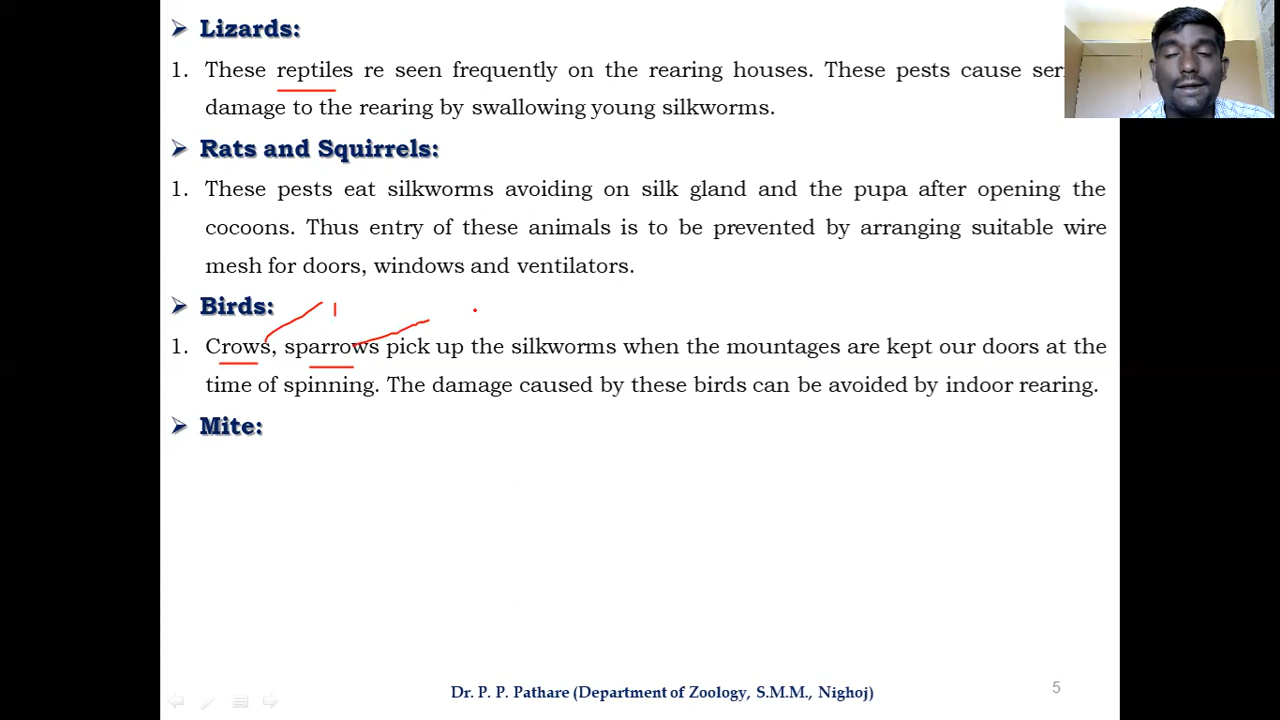 ➢ Lizards:
1. These reptiles re seen frequently on the rearing houses. These pests cause ser
damage to the rearing by swallowing young silkworms.
➢ Rats and Squirrels:
1. These pests eat silkworms avoiding on silk gland and the pupa after opening the
cocoons. Thus entry of these animals is to be prevented by arranging suitable wire
mesh for doors, windows and ventilators.
➢ Birds:
1. Crows, sparrows pick up the silkworms when the mountages are kept our doors at the
time of spinning. The damage caused by these birds can be avoided by indoor rearing.
➢ Mite:
Dr. P. P. Pathare (Department of Zoology, S.M.M., Nighoj)
5